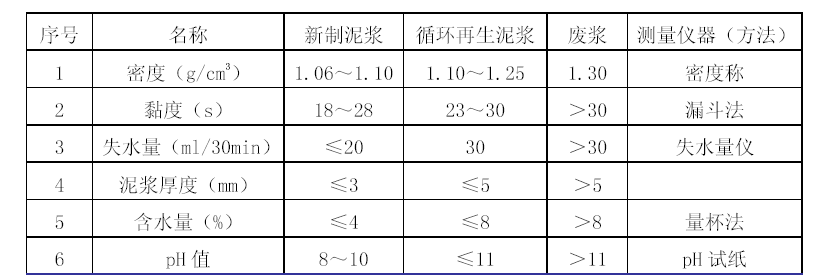 序号 名称 新制泥浆 循环再生泥浆 废浆 测量仪器（方法）
1 密度（g/cm³） 1.06～1.10 1.10～1.25 1.30 密度称
2 黏度（s） 18～28 23～30 >30 漏斗法
3 失水量（ml/30min） ≤20 30 >30 失水量仪
4 泥浆厚度（mm） ≤3 ≤5 >5
5 含水量（%） ≤4 ≤8 >8 量杯法
6 pH 值 8～10 ≤11 >11 pH 试纸